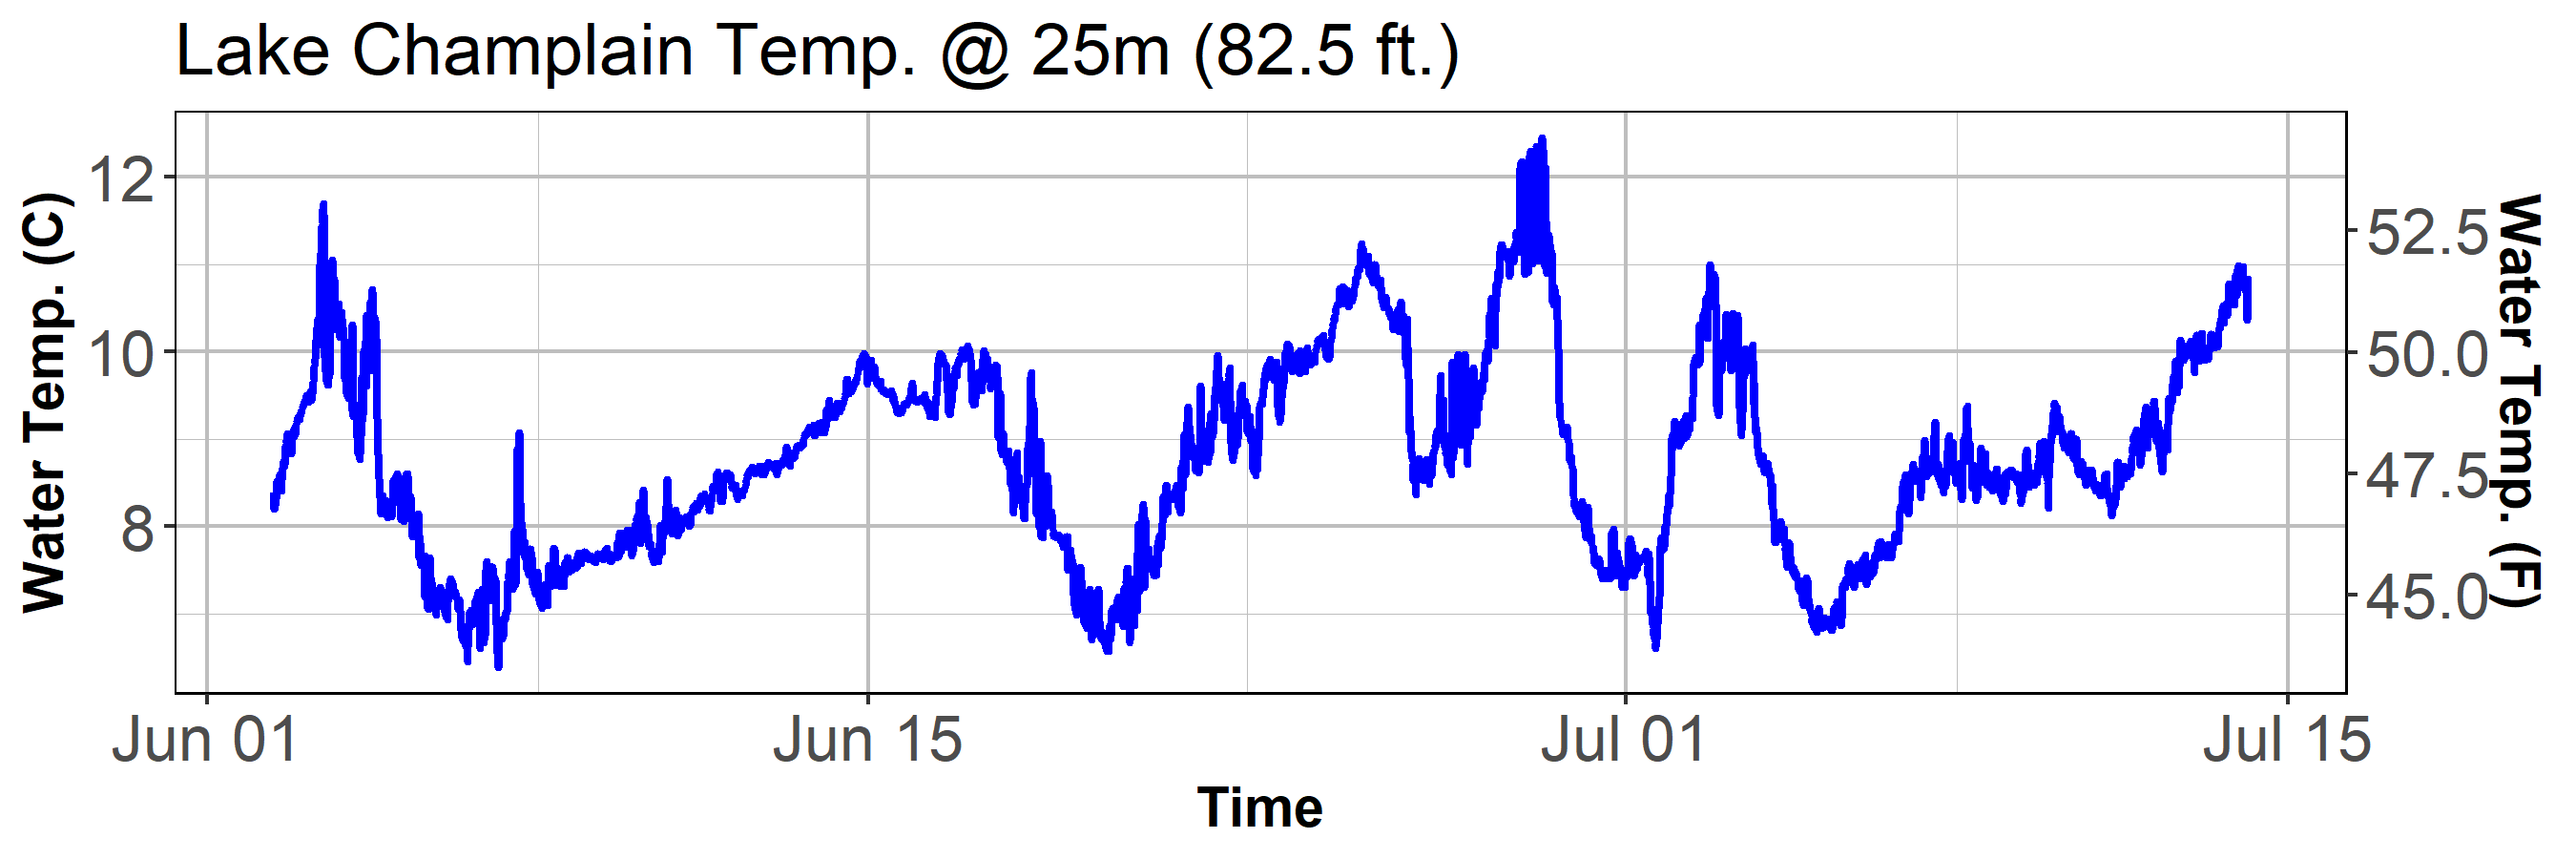 Lake Champlain Temp. @ 25m (82.5 ft.)
Water Temp. (C)
12
10
8
52.5
50.0
47.5
45.0
Water Temp. (F)
Jun 01
Jun 15
Jul 01
Jul 15
Time